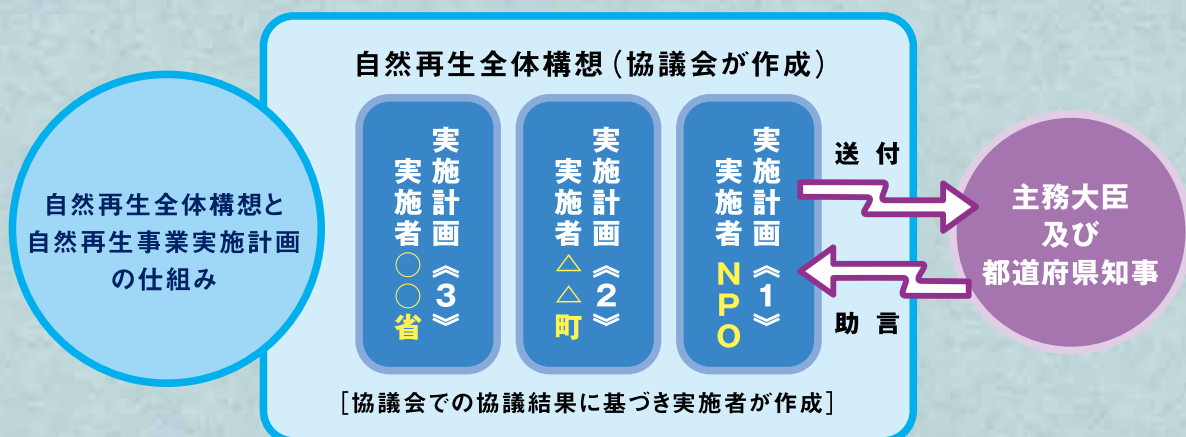 自然再生全体構想と
自然再生事業実施計画
の仕組み
自然再生全体構想(協議会が作成)
実施計画《1》
実施者NPO
実施計画《2》
実施者△△町
実施計画《3》
実施者○○省
[協議会での協議結果に基づき実施者が作成]
送付
助言
主務大臣
及び
都道府県知事